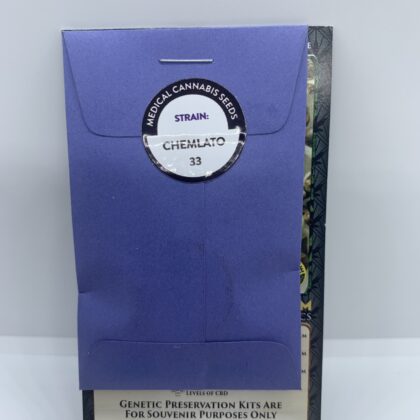 MEDICAL CANNABIS SEEDS
STRAIN:
CHEMLATO
33
LEVELS OF CBD
GENETIC PRESERVATION KITS ARE
FOR SOUVENIR PURPOSES ONLY